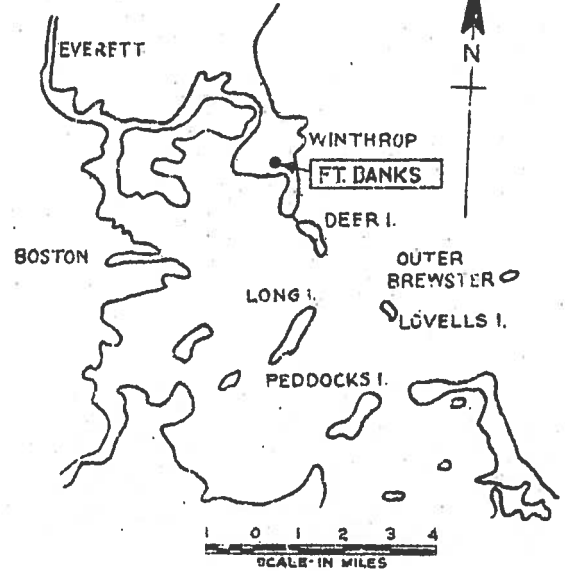 EVERETT
N
WINTHROP
FT. BANKS
DEER I.
BOSTON
OUTER
BREWSTER
LONG I.
LOVELLS I.
PEDDOCKS I.
1 0 1 2 3 4
SCALE-IN MILES